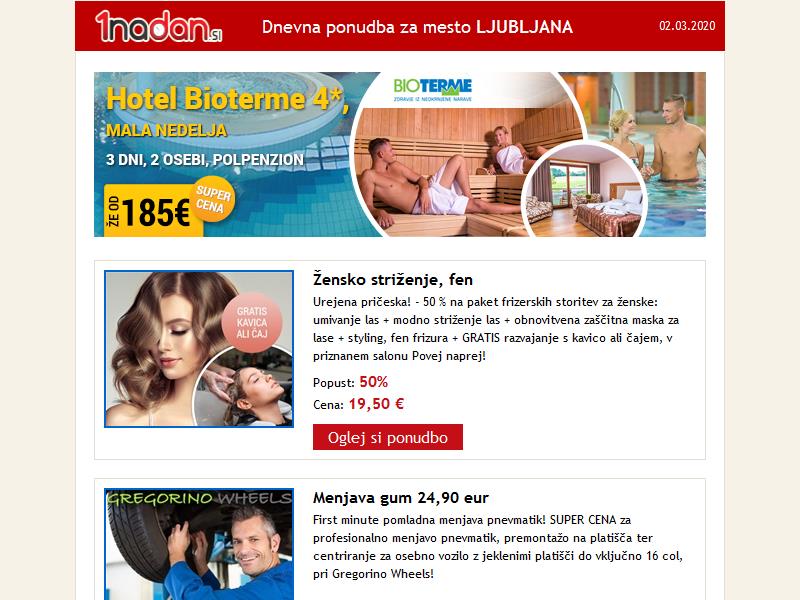 1nadan.si
Dnevna ponudba za mesto LJUBLJANA
02.03.2020
Hotel Bioterme 4*,
MALA NEDELJA
3 DNI, 2 OSEBI, POLPENZION
ŽE OD
185€
SUPER
CENA
BIOTERME
ZDRAVJE IZ NEOKRNJENE NARAVE
GRATIS
KAVICA
ALI ČAJ
Žensko striženje, fen
Urejena pričeska! - 50 % na paket frizerskih storitev za ženske:
umivanje las + modno striženje las + obnovitvena zaščitna maska za
lase + styling, fen frizura + GRATIS razvajanje s kavico ali čajem, v
priznanem salonu Povej naprej!
Popust: 50%
Cena: 19,50 €
Oglej si ponudbo
GREGORINO WHEELS
Menjava gum 24,90 eur
First minute pomladna menjava pnevmatik! SUPER CENA za
profesionalno menjavo pnevmatik, premontažo na platišča ter
centriranje za osebno vozilo z jeklenimi platišči do vključno 16 col,
pri Gregorino Wheels!